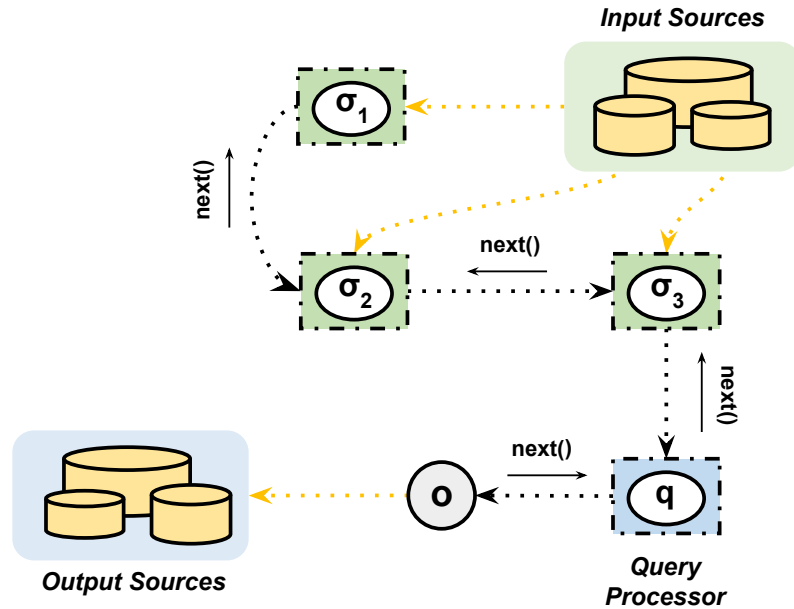 Input Sources
σ1
next()
next()
σ2
σ3
next()
next()
o
q
Output Sources
Query
Processor